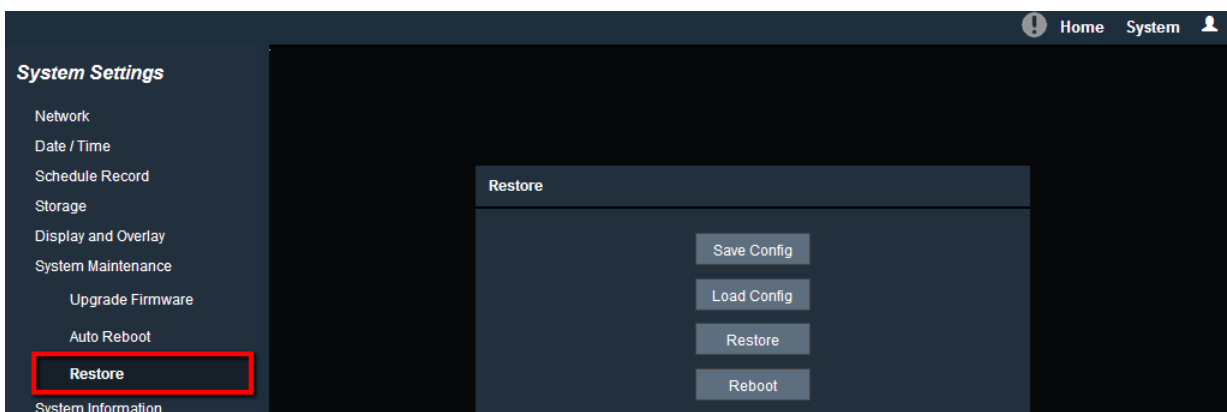 Home System
System Settings
Network
Date / Time
Schedule Record
Storage
Display and Overlay
System Maintenance
Upgrade Firmware
Auto Reboot
Restore
System Information
Restore
Save Config
Load Config
Restore
Reboot